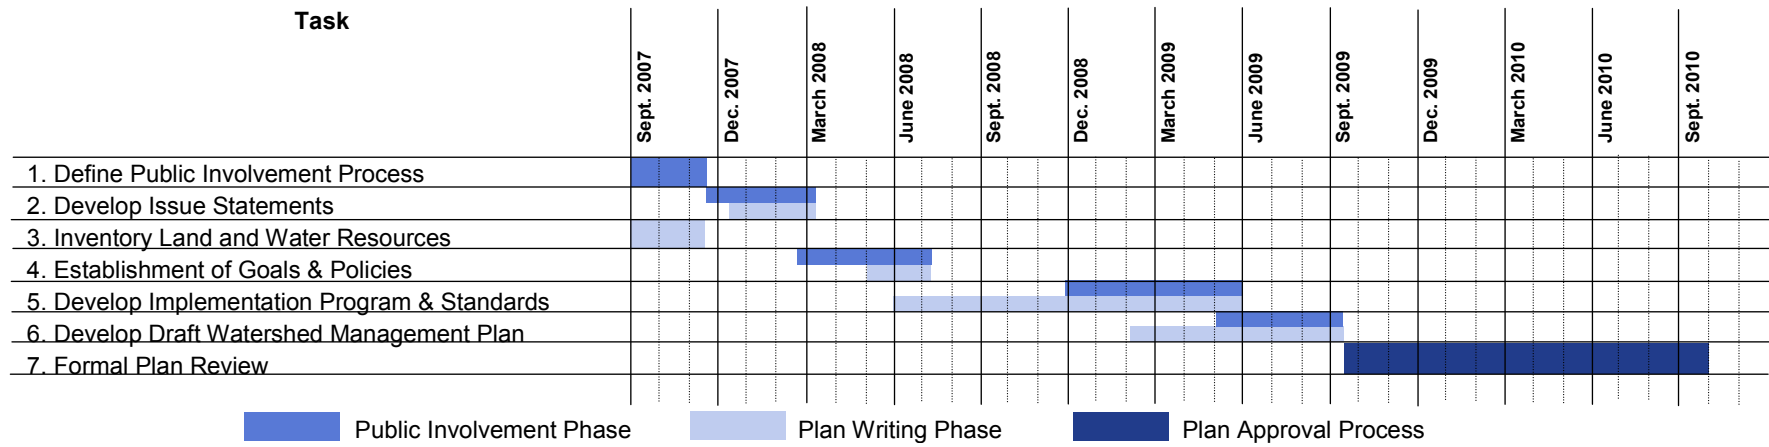 Task
Sept. 2007
Dec. 2007
March 2008
June 2008
Sept. 2008
Dec. 2008
March 2009
June 2009
Sept. 2009
Dec. 2009
March 2010
June 2010
Sept. 2010
1. Define Public Involvement Process
2. Develop Issue Statements
3. Inventory Land and Water Resources
4. Establishment of Goals & Policies
5. Develop Implementation Program & Standards
6. Develop Draft Watershed Management Plan
7. Formal Plan Review
Public Involvement Phase
Plan Writing Phase
Plan Approval Process